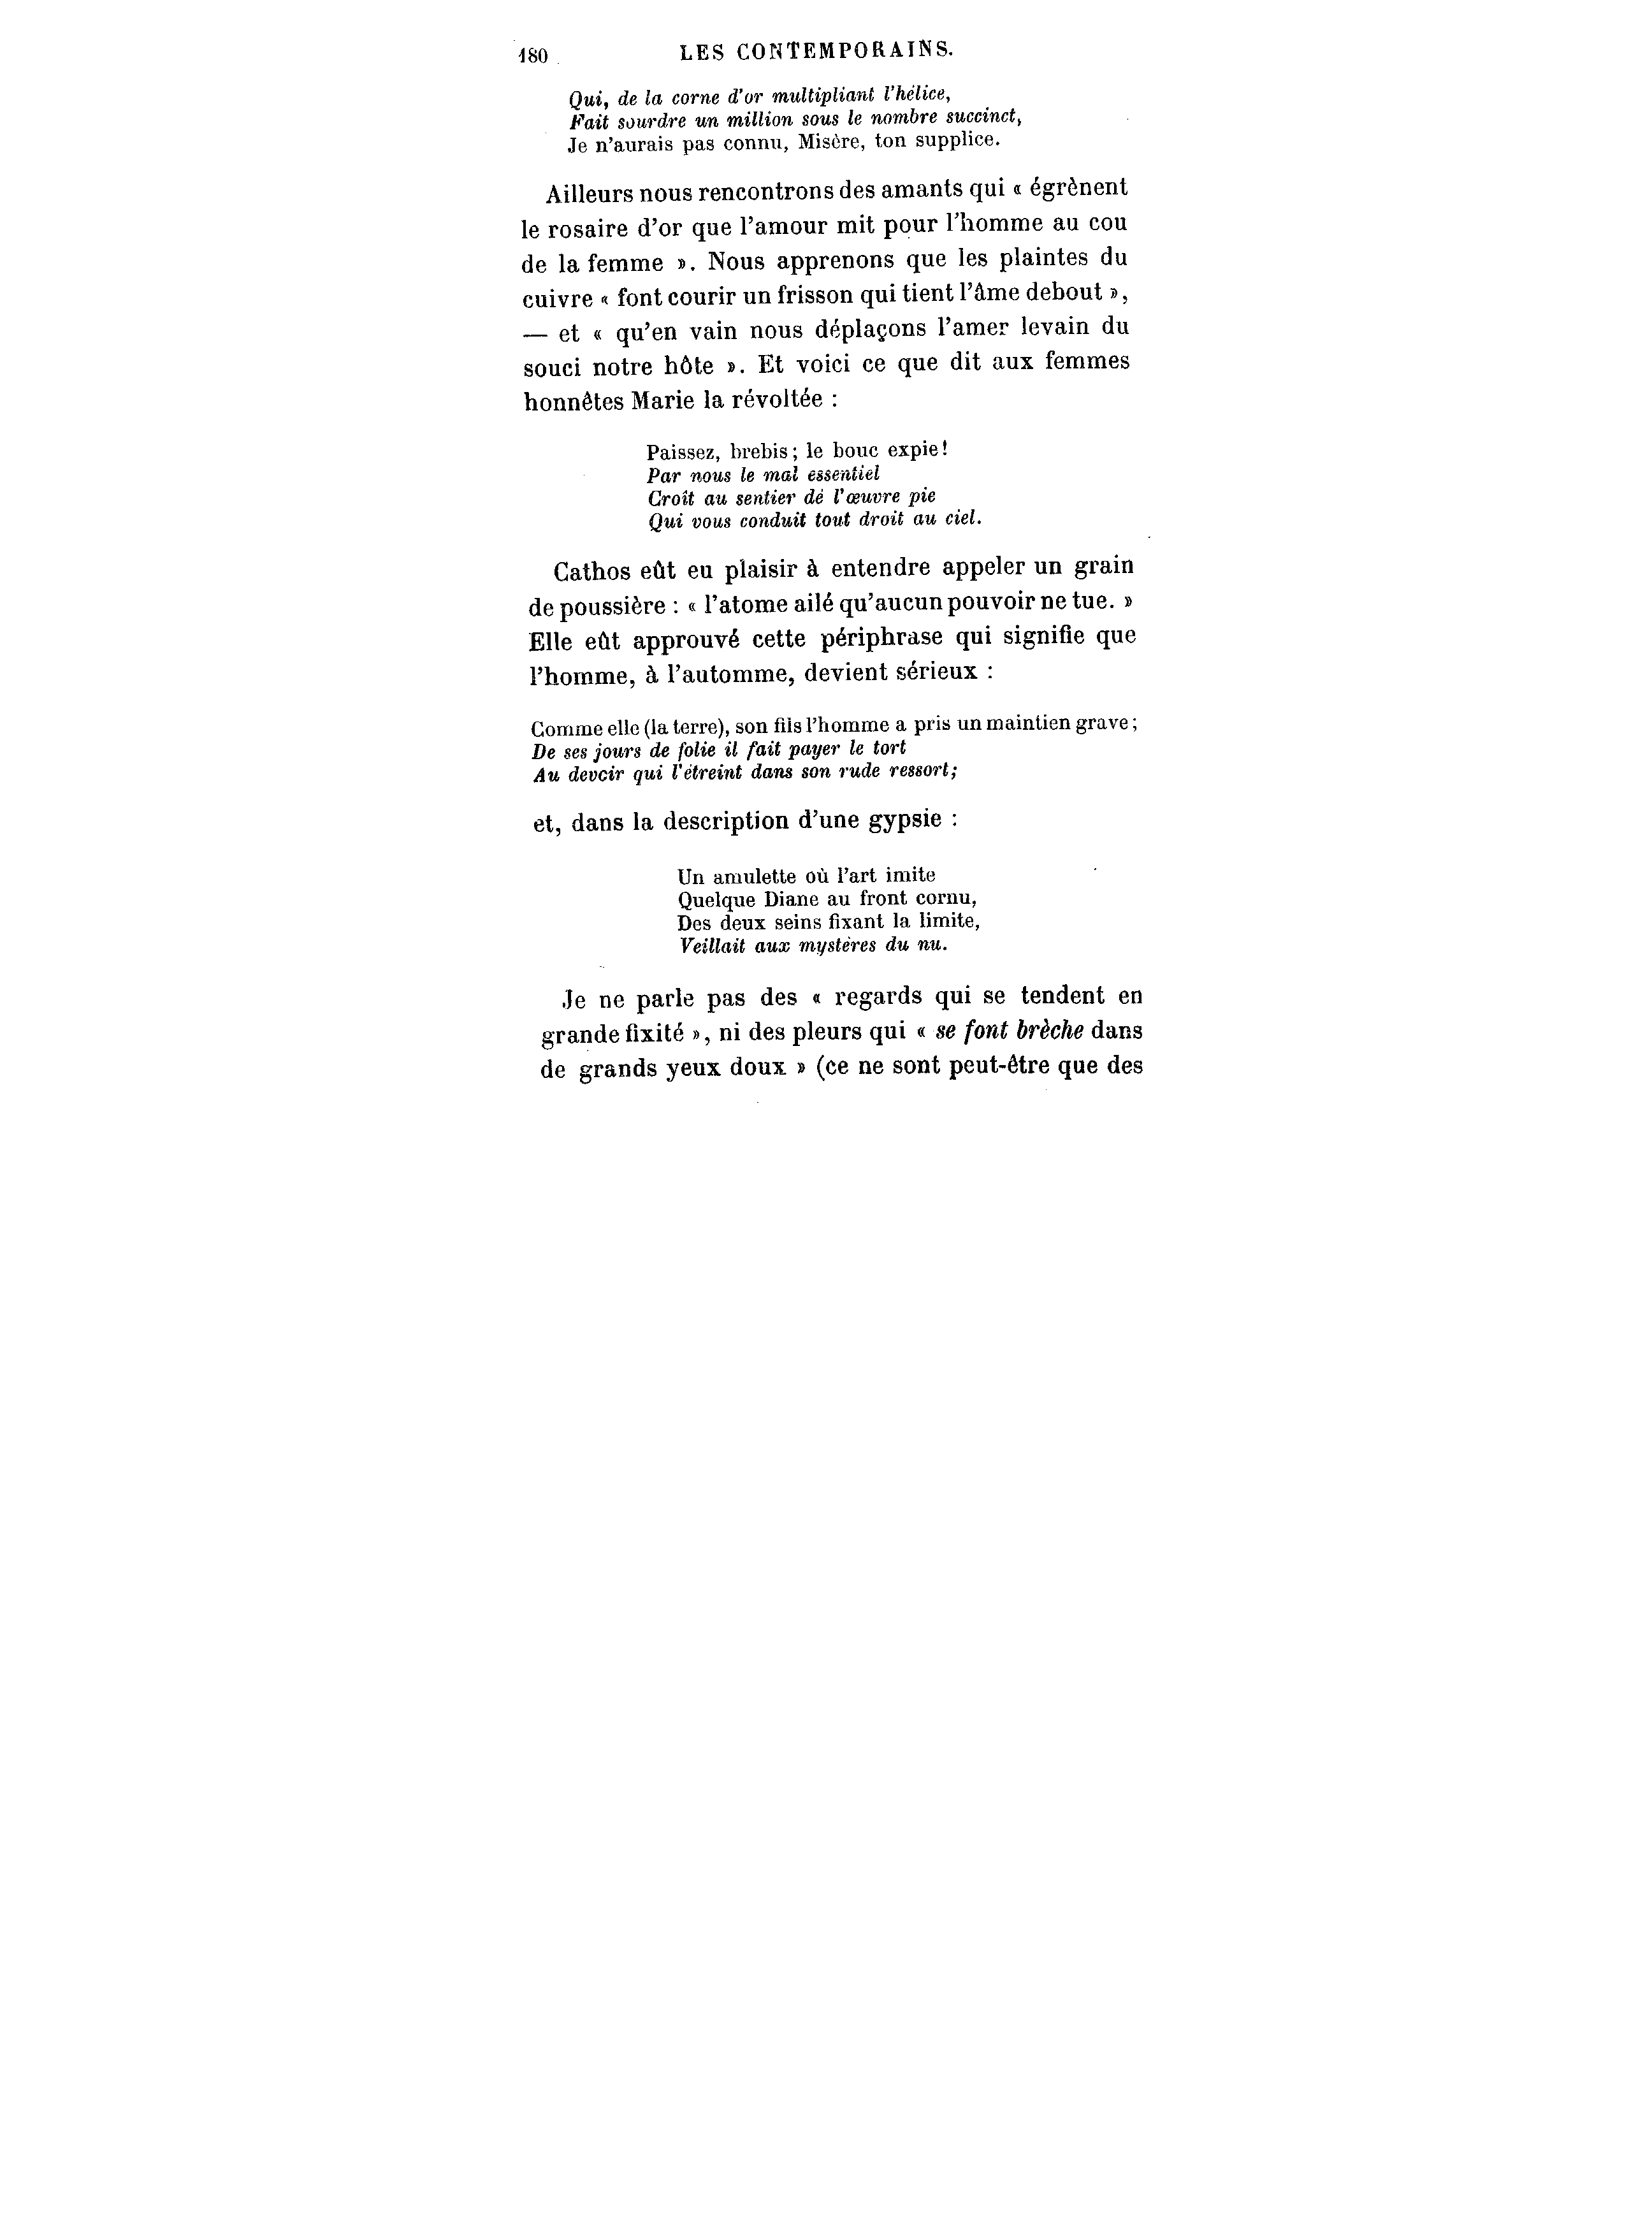 180 LES CONTEMPORAINS.
Qui, de la corne d'or multipliant l'hélice,
Fait sourdre un million sous le nombre succinct,
Je n'aurais pas connu, Misère, ton supplice.
Ailleurs nous rencontrons des amants qui « égrènent
le rosaire d'or que l'amour mit pour l'homme au cou
de la femme ». Nous apprenons que les plaintes du
cuivre « font courir un frisson qui tient l'âme debout »,
— et « qu'en vain nous déplaçons l'amer levain du
souci notre hôte ». Et voici ce que dit aux femmes
honnêtes Marie la révoltée :
Paissez, brebis ; le bouc expie !
Par nous le mal essentiel
Croît au sentier de l'œuvre pie
Qui vous conduit tout droit au ciel.
Cathos eût eu plaisir à entendre appeler un grain
de poussière : « l'atome ailé qu'aucun pouvoir ne tue. »
Elle eût approuvé cette périphrase qui signifie que
l'homme, à l'automme, devient sérieux :
Comme elle (la terre), son fils l'homme a pris un maintien grave ;
De ses jours de folie il fait payer le tort
Au devoir qui l'étreint dans son rude ressort;
et, dans la description d'une gypsie :
Un amulette où l'art imite
Quelque Diane au front cornu,
Des deux seins fixant la limite,
Veillait aux mystères du nu.
Je ne parle pas des « regards qui se tendent en
grande fixité », ni des pleurs qui « se font brèche dans
de grands yeux doux » (ce ne sont peut-être que des